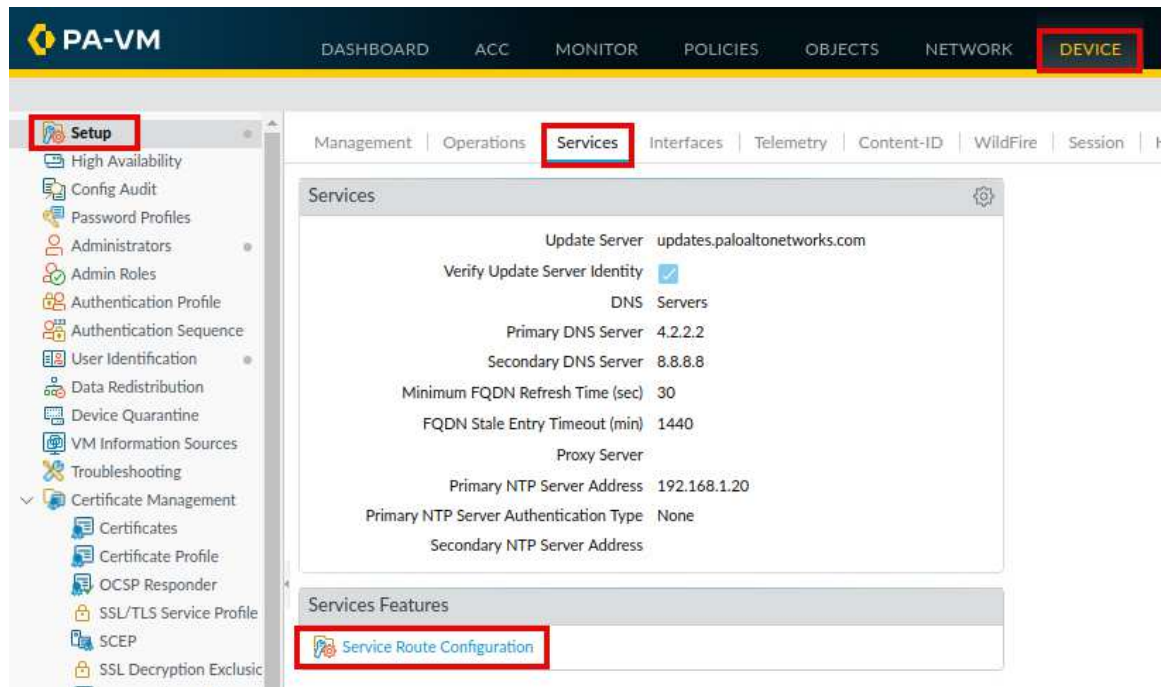 PA-VM
DASHBOARD ACC MONITOR POLICIES OBJECTS NETWORK DEVICE
Setup
High Availability
Config Audit
Password Profiles
Administrators
Admin Roles
Authentication Profile
Authentication Sequence
User Identification
Data Redistribution
Device Quarantine
VM Information Sources
Troubleshooting
Certificate Management
Certificates
Certificate Profile
OCSP Responder
SSL/TLS Service Profile
SCEP
SSL Decryption Exclusic
Management | Operations Services Interfaces | Telemetry | Content-ID | WildFire | Session |
Services
Update Server updates.paloaltonetworks.com
Verify Update Server Identity
DNS Servers
Primary DNS Server 4.2.2.2
Secondary DNS Server 8.8.8.8
Minimum FQDN Refresh Time (sec) 30
FQDN Stale Entry Timeout (min) 1440
Proxy Server
Primary NTP Server Address 192.168.1.20
Primary NTP Server Authentication Type None
Secondary NTP Server Address
Services Features
Service Route Configuration